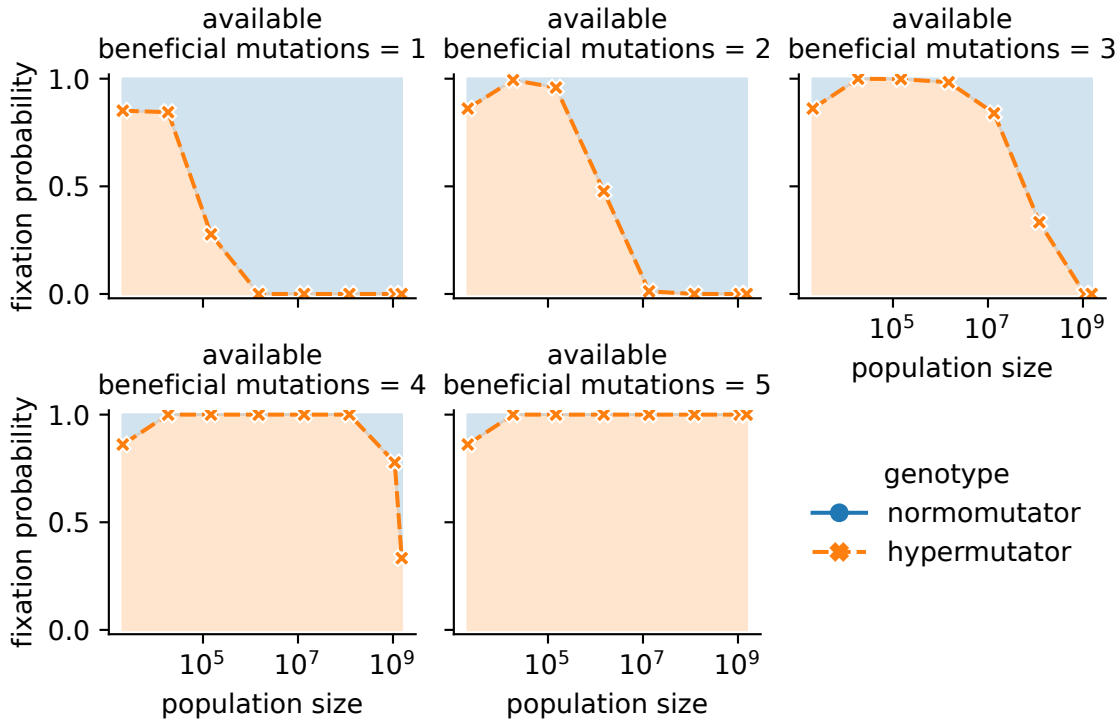 available
beneficial mutations = 1
available
beneficial mutations = 2
available
beneficial mutations = 3
fixation probability
1.0
0.5
0.0
10^5
10^7
10^9
population size
available
beneficial mutations = 4
available
beneficial mutations = 5
fixation probability
1.0
0.5
0.0
10^5
10^7
10^9
population size
10^5
10^7
10^9
population size
genotype
normomutator
hypermutator